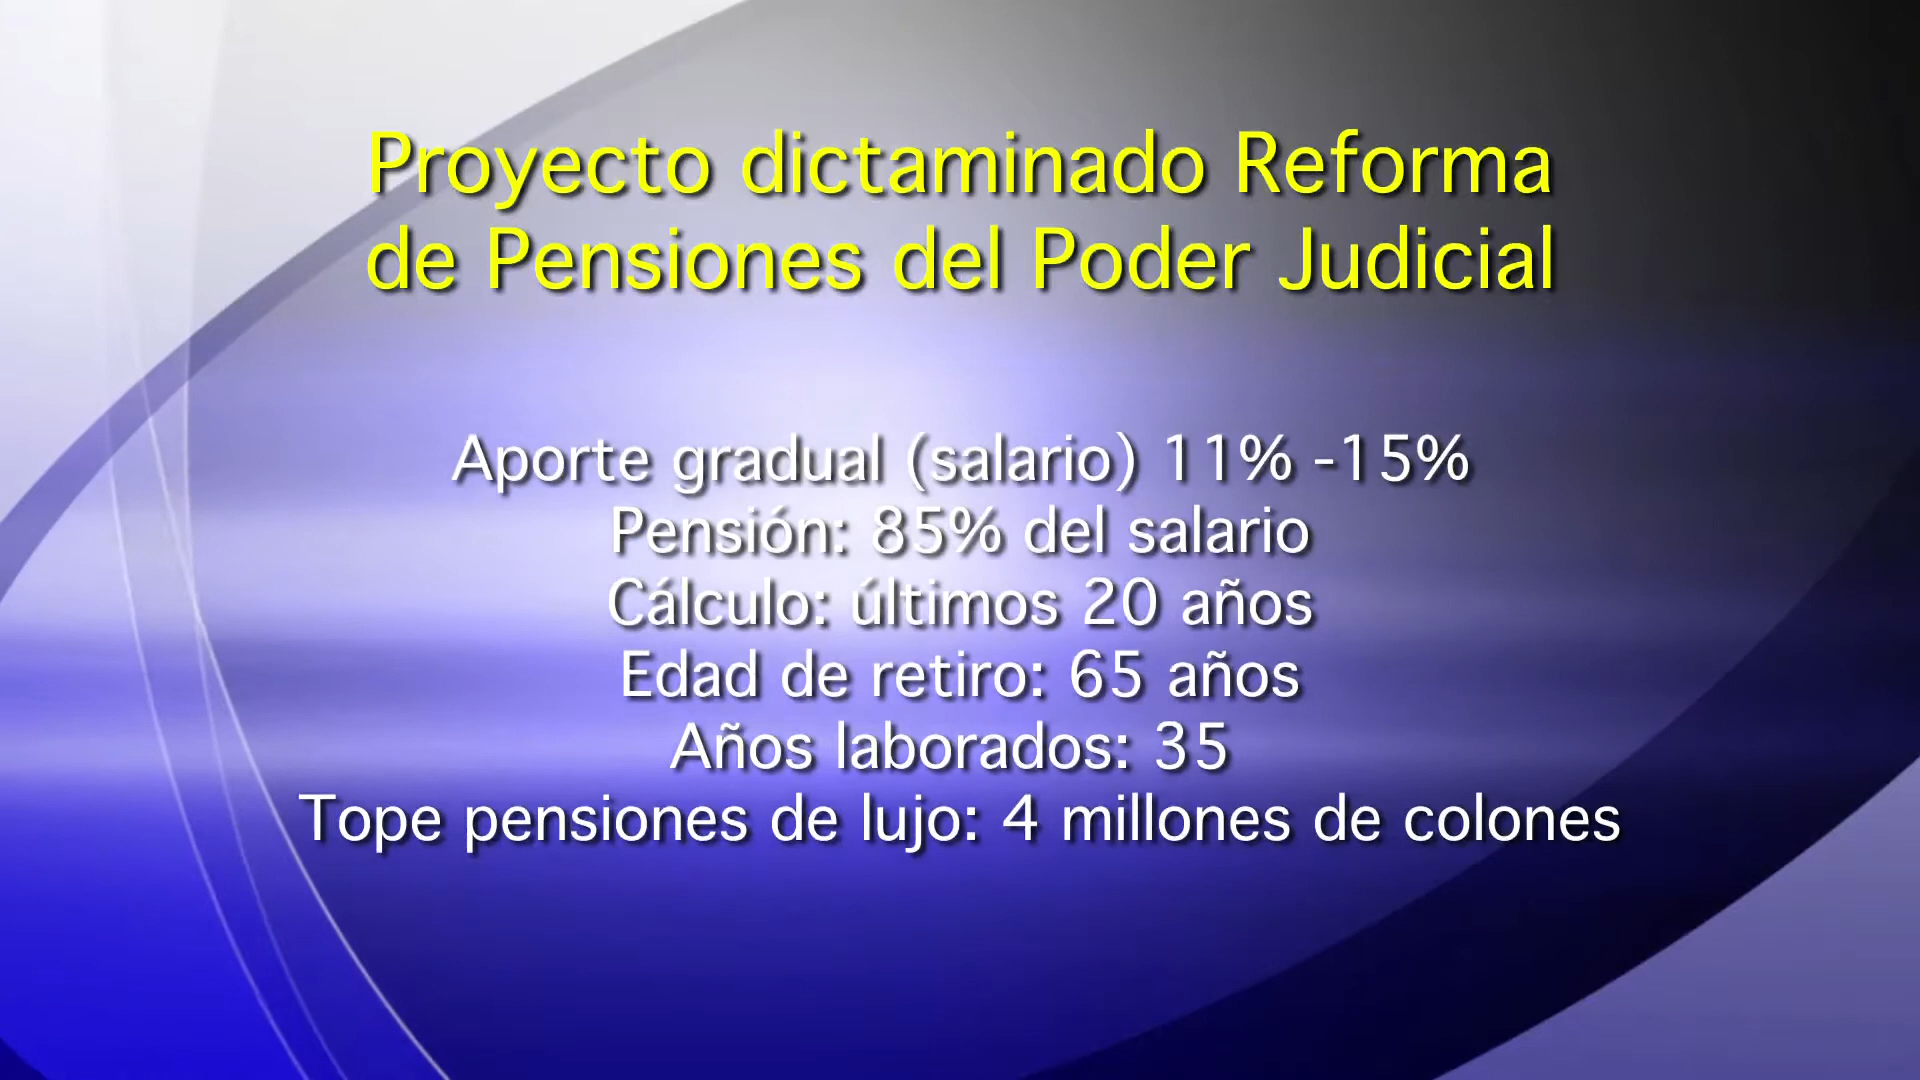 Proyecto dictaminado Reforma
de Pensiones del Poder Judicial
Aporte gradual (salario) 11% -15%
Pensión: 85% del salario
Cálculo: últimos 20 años
Edad de retiro: 65 años
Años laborados: 35
Tope pensiones de lujo: 4 millones de colones